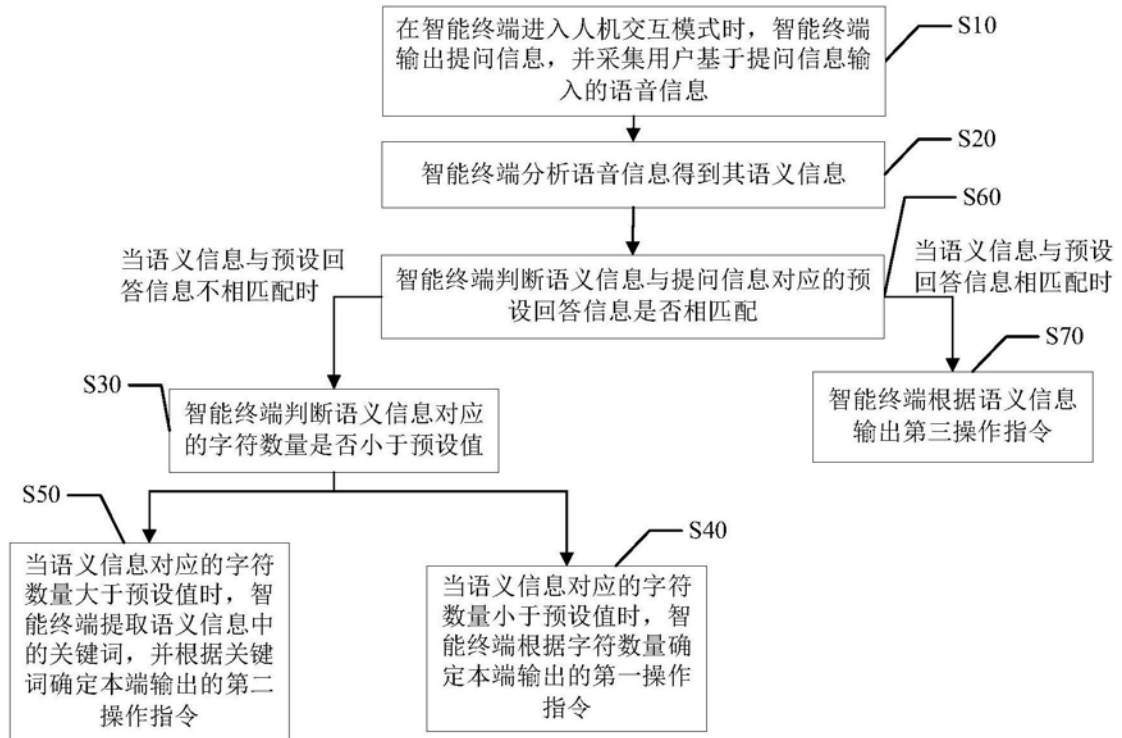 在智能终端进入人机交互模式时，智能终端
输出提问信息，并采集用户基于提问信息输
入的语音信息
S10
S20
智能终端分析语音信息得到其语义信息
S60
当语义信息与预设回
答信息不相匹配时
智能终端判断语义信息与提问信息对应的预
设回答信息是否相匹配
当语义信息与预设
回答信息相匹配时
S70
S30
智能终端判断语义信息对应
的字符数量是否小于预设值
智能终端根据语义信息
输出第三操作指令
S50
S40
当语义信息对应的字符
数量大于预设值时，智
能终端提取语义信息中
的关键词，并根据关键
词确定本端输出的第二
操作指令
当语义信息对应的字符
数量小于预设值时，智
能终端根据字符数量确
定本端输出的第一操作
指令